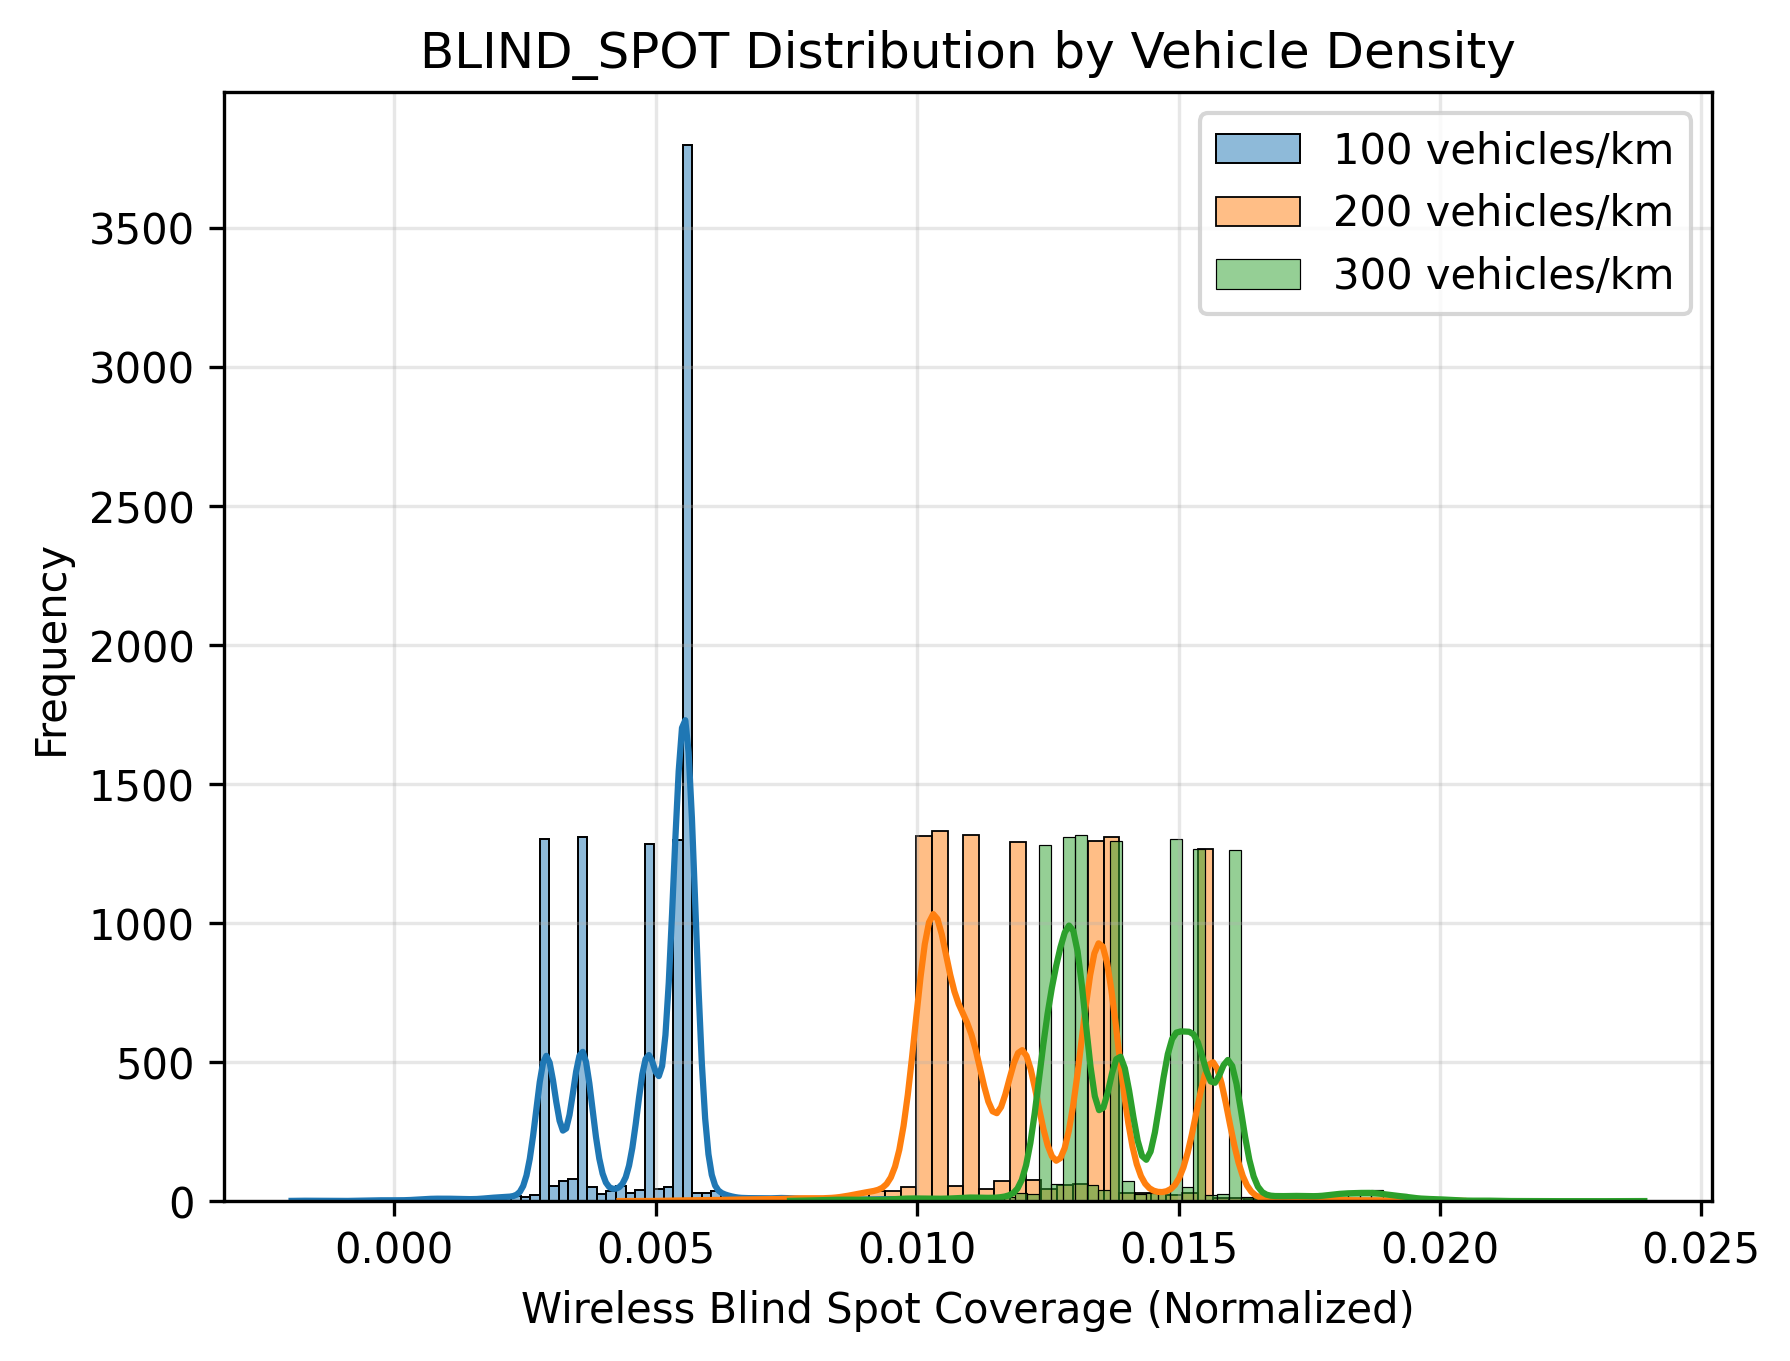 BLIND_SPOT Distribution by Vehicle Density
100 vehicles/km
200 vehicles/km
300 vehicles/km
3500
3000
2500
2000
1500
1000
500
0
Frequency
0.000 0.005 0.010 0.015 0.020 0.025
Wireless Blind Spot Coverage (Normalized)